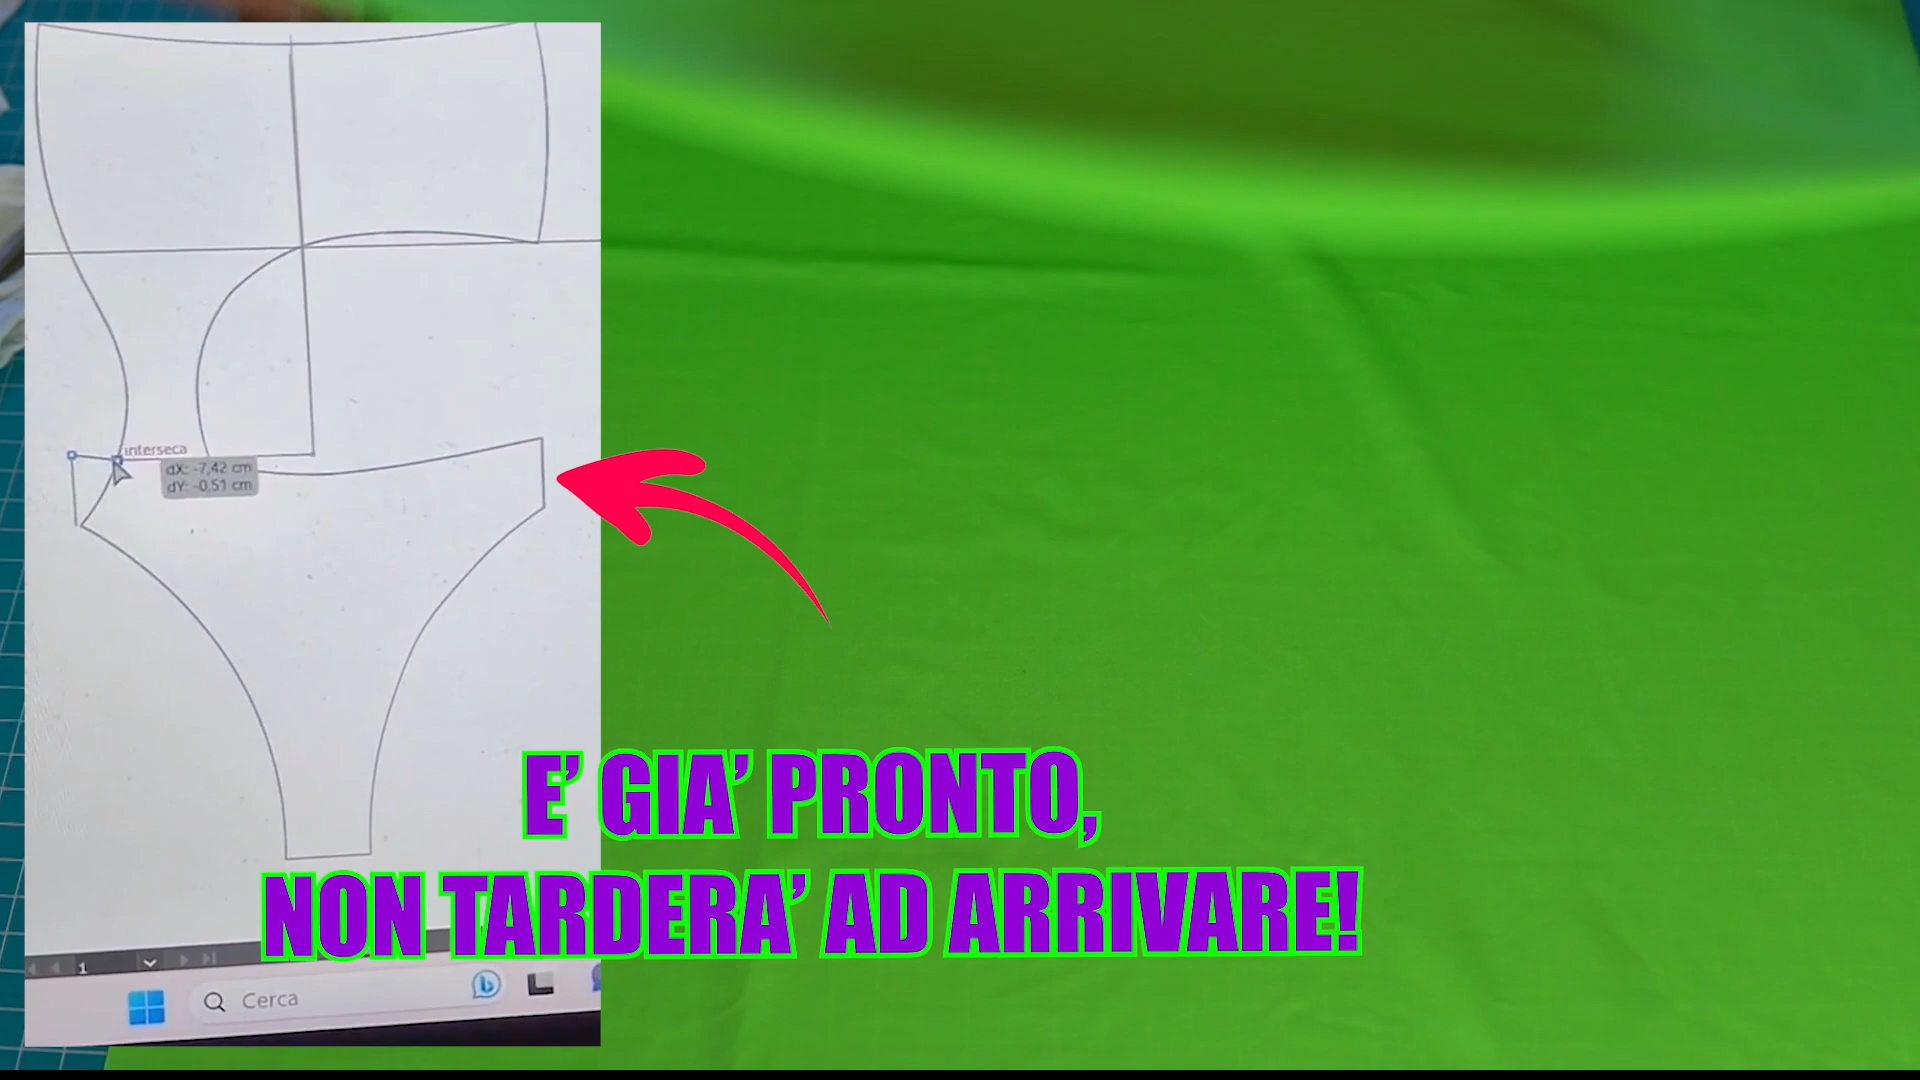 interseca
dX: -7,42 cm
dY: -0,51 cm
E’ GIA’ PRONTO,
NON TARDERA’ AD ARRIVARE!
1
Cerca